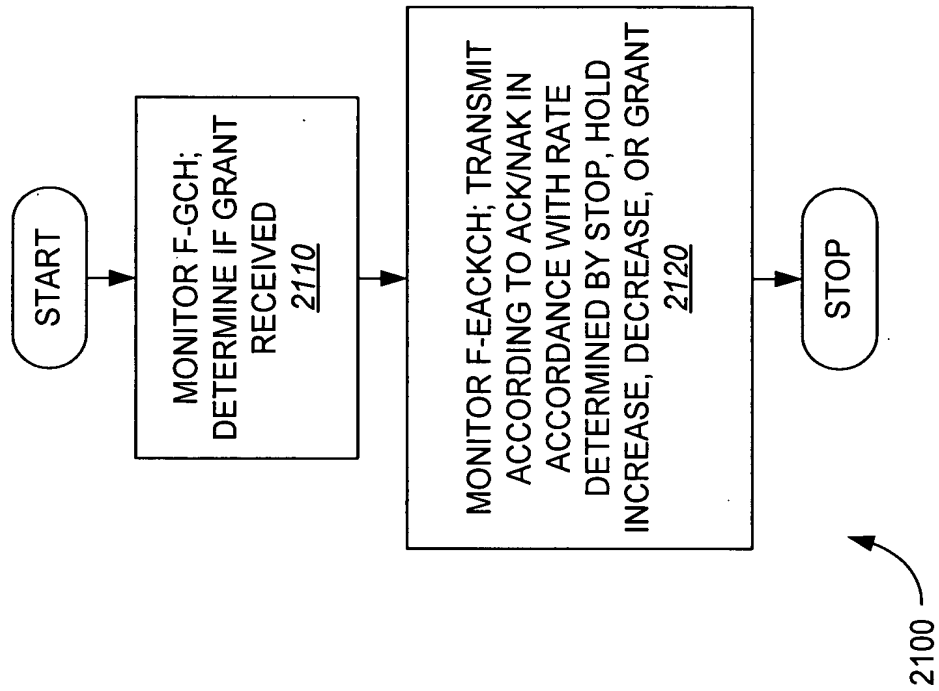 START
MONITOR F-GCH;
DETERMINE IF GRANT
RECEIVED
2110
MONITOR F-EACKCH; TRANSMIT
ACCORDING TO ACK/NAK IN
ACCORDANCE WITH RATE
DETERMINED BY STOP, HOLD
INCREASE, DECREASE, OR GRANT
2120
STOP
2100